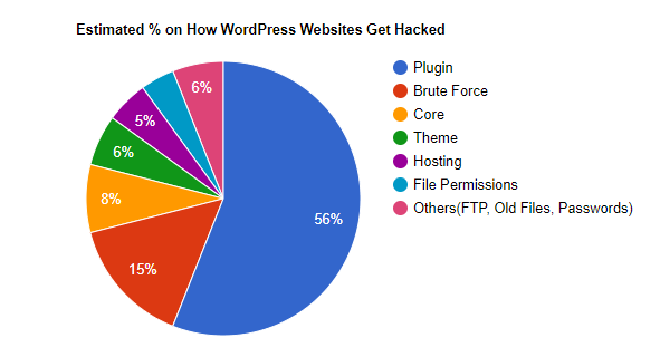 Estimated % on How WordPress Websites Get Hacked
Plugin
Brute Force
Core
Theme
Hosting
File Permissions
Others(FTP, Old Files, Passwords)
6%
5%
6%
8%
15%
56%